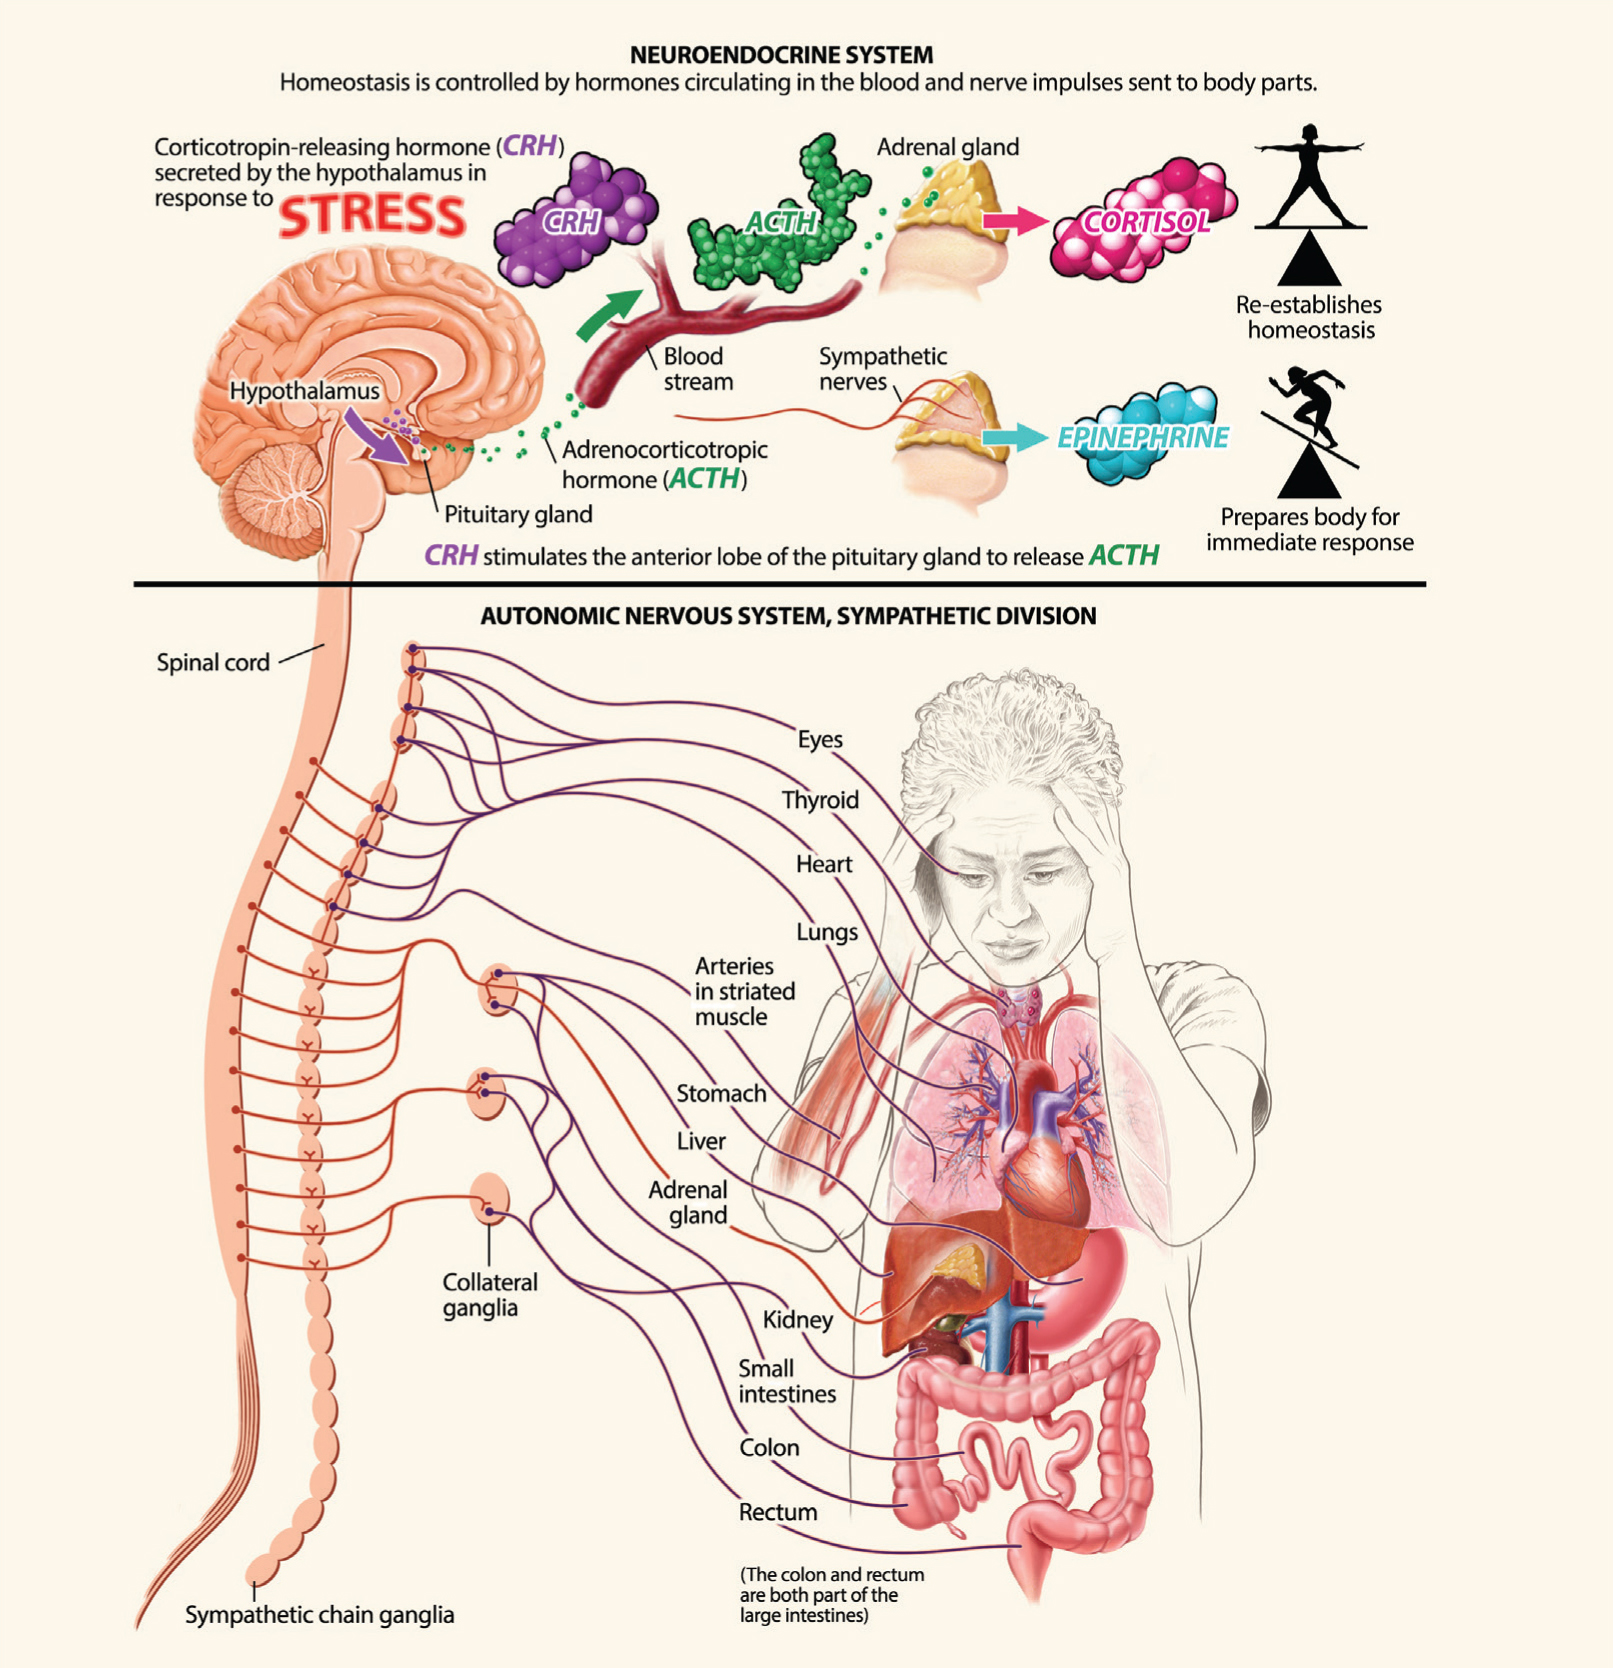 NEUROENDOCRINE SYSTEM
Homeostasis is controlled by hormones circulating in the blood and nerve impulses sent to body parts.
Corticotropin-releasing hormone (CRH)
secreted by the hypothalamus in
response to STRESS
CRH
ACTH
Adrenal gland
CORTISOL
Re-establishes
homeostasis
Blood
stream
Sympathetic
nerves
Hypothalamus
EPINEPHRINE
Adrenocorticotropic
hormone (ACTH)
Pituitary gland
Prepares body for
immediate response
CRH stimulates the anterior lobe of the pituitary gland to release ACTH
AUTONOMIC NERVOUS SYSTEM, SYMPATHETIC DIVISION
Spinal cord
Eyes
Thyroid
Heart
Lungs
Arteries
in striated
muscle
Stomach
Liver
Adrenal
gland
Collateral
ganglia
Kidney
Small
intestines
Colon
Rectum
(The colon and rectum
are both part of the
large intestines)
Sympathetic chain ganglia